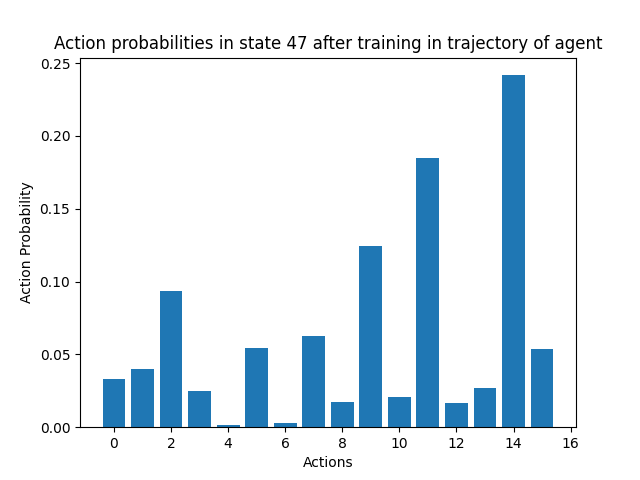 Action probabilities in state 47 after training in trajectory of agent
0.25
0.20
0.15
0.10
0.05
0.00
Action Probability
0 2 4 6 8 10 12 14 16
Actions